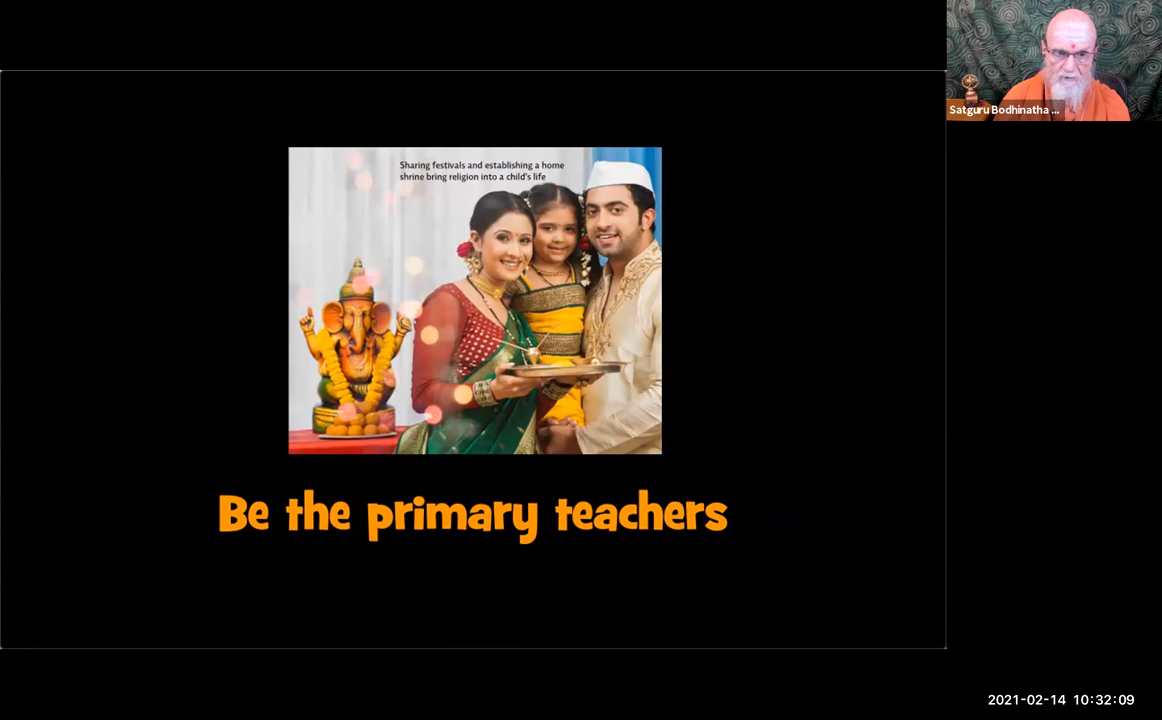 Satguru Bodhinatha ...
Sharing festivals and establishing a home
shrine bring religion into a child's life
Be the primary teachers
2021-02-14 10:32:09